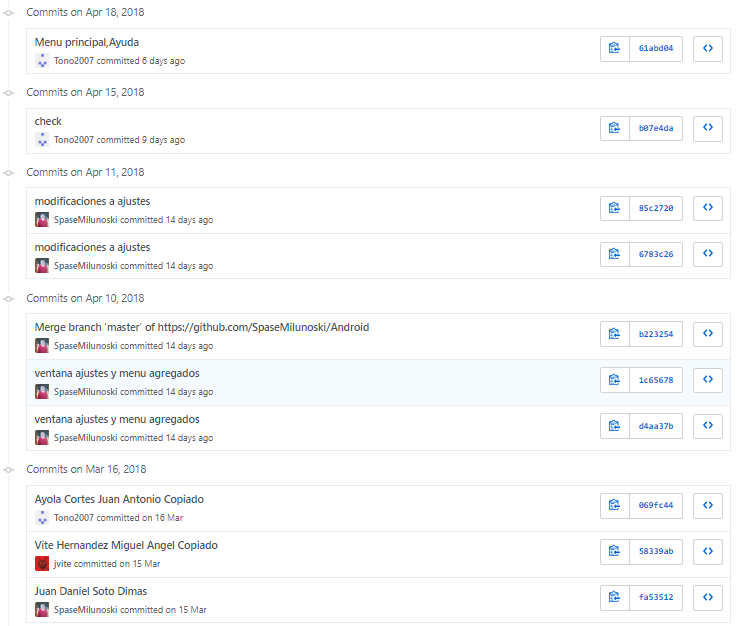 Commits on Apr 18, 2018
Menu principal,Ayuda
Tono2007 committed 6 days ago
61abd04
Commits on Apr 15, 2018
check
Tono2007 committed 9 days ago
b07e4da
Commits on Apr 11, 2018
modificaciones a ajustes
SpaseMilunoski committed 14 days ago
85c2720
modificaciones a ajustes
SpaseMilunoski committed 14 days ago
6783c26
Commits on Apr 10, 2018
Merge branch 'master' of https://github.com/SpaseMilunoski/Android
SpaseMilunoski committed 14 days ago
b223254
ventana ajustes y menu agregados
SpaseMilunoski committed 14 days ago
1c65678
ventana ajustes y menu agregados
SpaseMilunoski committed 14 days ago
d4aa37b
Commits on Mar 16, 2018
Ayola Cortes Juan Antonio Copiado
Tono2007 committed on 16 Mar
069fc44
Vite Hernandez Miguel Angel Copiado
jvite committed on 15 Mar
58339ab
Juan Daniel Soto Dimas
SpaseMilunoski committed on 15 Mar
fa53512